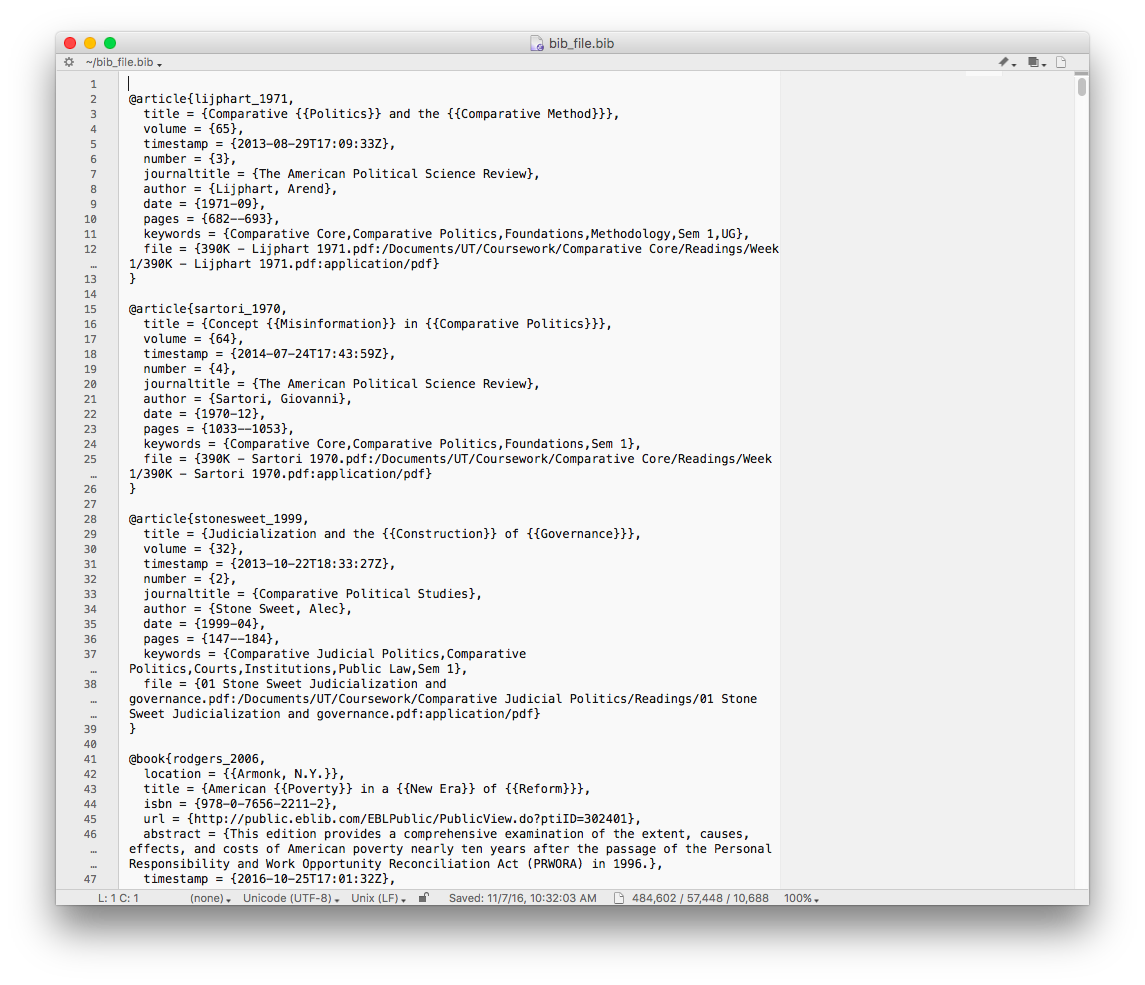 bib_file.bib
~/bib_file.bib
1
2 @article{lijphart_1971,
3 title = {Comparative {{Politics}} and the {{Comparative Method}}},
4 volume = {65},
5 timestamp = {2013-08-29T17:09:33Z},
6 number = {3},
7 journaltitle = {The American Political Science Review},
8 author = {Lijphart, Arend},
9 date = {1971-09},
10 pages = {682--693},
11 keywords = {Comparative Core,Comparative Politics,Foundations,Methodology,Sem 1,UG},
12 file = {390K - Lijphart 1971.pdf:/Documents/UT/Coursework/Comparative Core/Readings/Week
… 1/390K - Lijphart 1971.pdf:application/pdf}
13 }
14
15 @article{sartori_1970,
16 title = {Concept {{Misinformation}} in {{Comparative Politics}}},
17 volume = {64},
18 timestamp = {2014-07-24T17:43:59Z},
19 number = {4},
20 journaltitle = {The American Political Science Review},
21 author = {Sartori, Giovanni},
22 date = {1970-12},
23 pages = {1033--1053},
24 keywords = {Comparative Core,Comparative Politics,Foundations,Sem 1},
25 file = {390K - Sartori 1970.pdf:/Documents/UT/Coursework/Comparative Core/Readings/Week
… 1/390K - Sartori 1970.pdf:application/pdf}
26 }
27
28 @article{stonesweet_1999,
29 title = {Judicialization and the {{Construction}} of {{Governance}}},
30 volume = {32},
31 timestamp = {2013-10-22T18:33:27Z},
32 number = {2},
33 journaltitle = {Comparative Political Studies},
34 author = {Stone Sweet, Alec},
35 date = {1999-04},
36 pages = {147--184},
37 keywords = {Comparative Judicial Politics,Comparative
… Politics,Courts,Institutions,Public Law,Sem 1},
38 file = {01 Stone Sweet Judicialization and
… governance.pdf:/Documents/UT/Coursework/Comparative Judicial Politics/Readings/01 Stone
… Sweet Judicialization and governance.pdf:application/pdf}
39 }
40
41 @book{rodgers_2006,
42 location = {{Armonk, N.Y.}},
43 title = {American {{Poverty}} in a {{New Era}} of {{Reform}}},
44 isbn = {978-0-7656-2211-2},
45 url = {http://public.eblib.com/EBLPublic/PublicView.do?ptiID=302401},
46 abstract = {This edition provides a comprehensive examination of the extent, causes,
… effects, and costs of American poverty nearly ten years after the passage of the Personal
… Responsibility and Work Opportunity Reconciliation Act (PRWORA) in 1996.},
47 timestamp = {2016-10-25T17:01:32Z},
L: 1 C: 1 (none) Unicode (UTF-8) Unix (LF) Saved: 11/7/16, 10:32:03 AM 484,602 / 57,448 / 10,688 100%